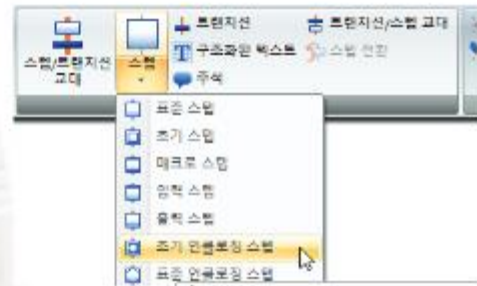 스텝/트랜지션
교대
스텝
트랜지션
구조화된 텍스트
주석
트랜지션/스텝 교대
스텝 전환
표준 스텝
초기 스텝
매크로 스텝
입력 스텝
출력 스텝
초기 인클로징 스텝
표준 인클로징 스텝